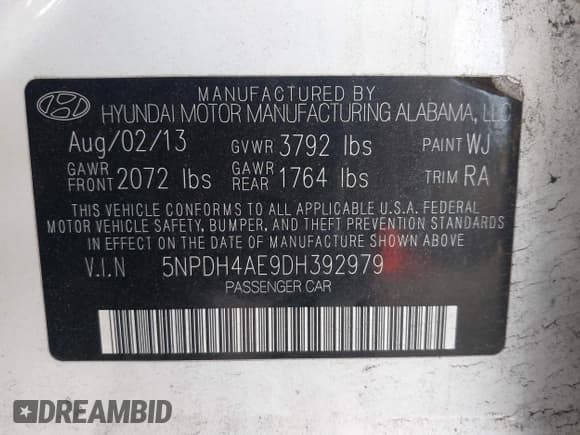 MANUFACTURED BY
HYUNDAI MOTOR MANUFACTURING ALABAMA, LLC
Aug/02/13 GVWR 3792 lbs PAINT WJ
GAWR FRONT 2072 lbs GAWR REAR 1764 lbs TRIM RA
THIS VEHICLE CONFORMS TO ALL APPLICABLE U.S.A. FEDERAL
MOTOR VEHICLE SAFETY, BUMPER, AND THEFT PREVENTION STANDARDS
IN EFFECT ON THE DATE OF MANUFACTURE SHOWN ABOVE.
V.I.N 5NPDH4AE9DH392979
PASSENGER CAR
DREAMBID